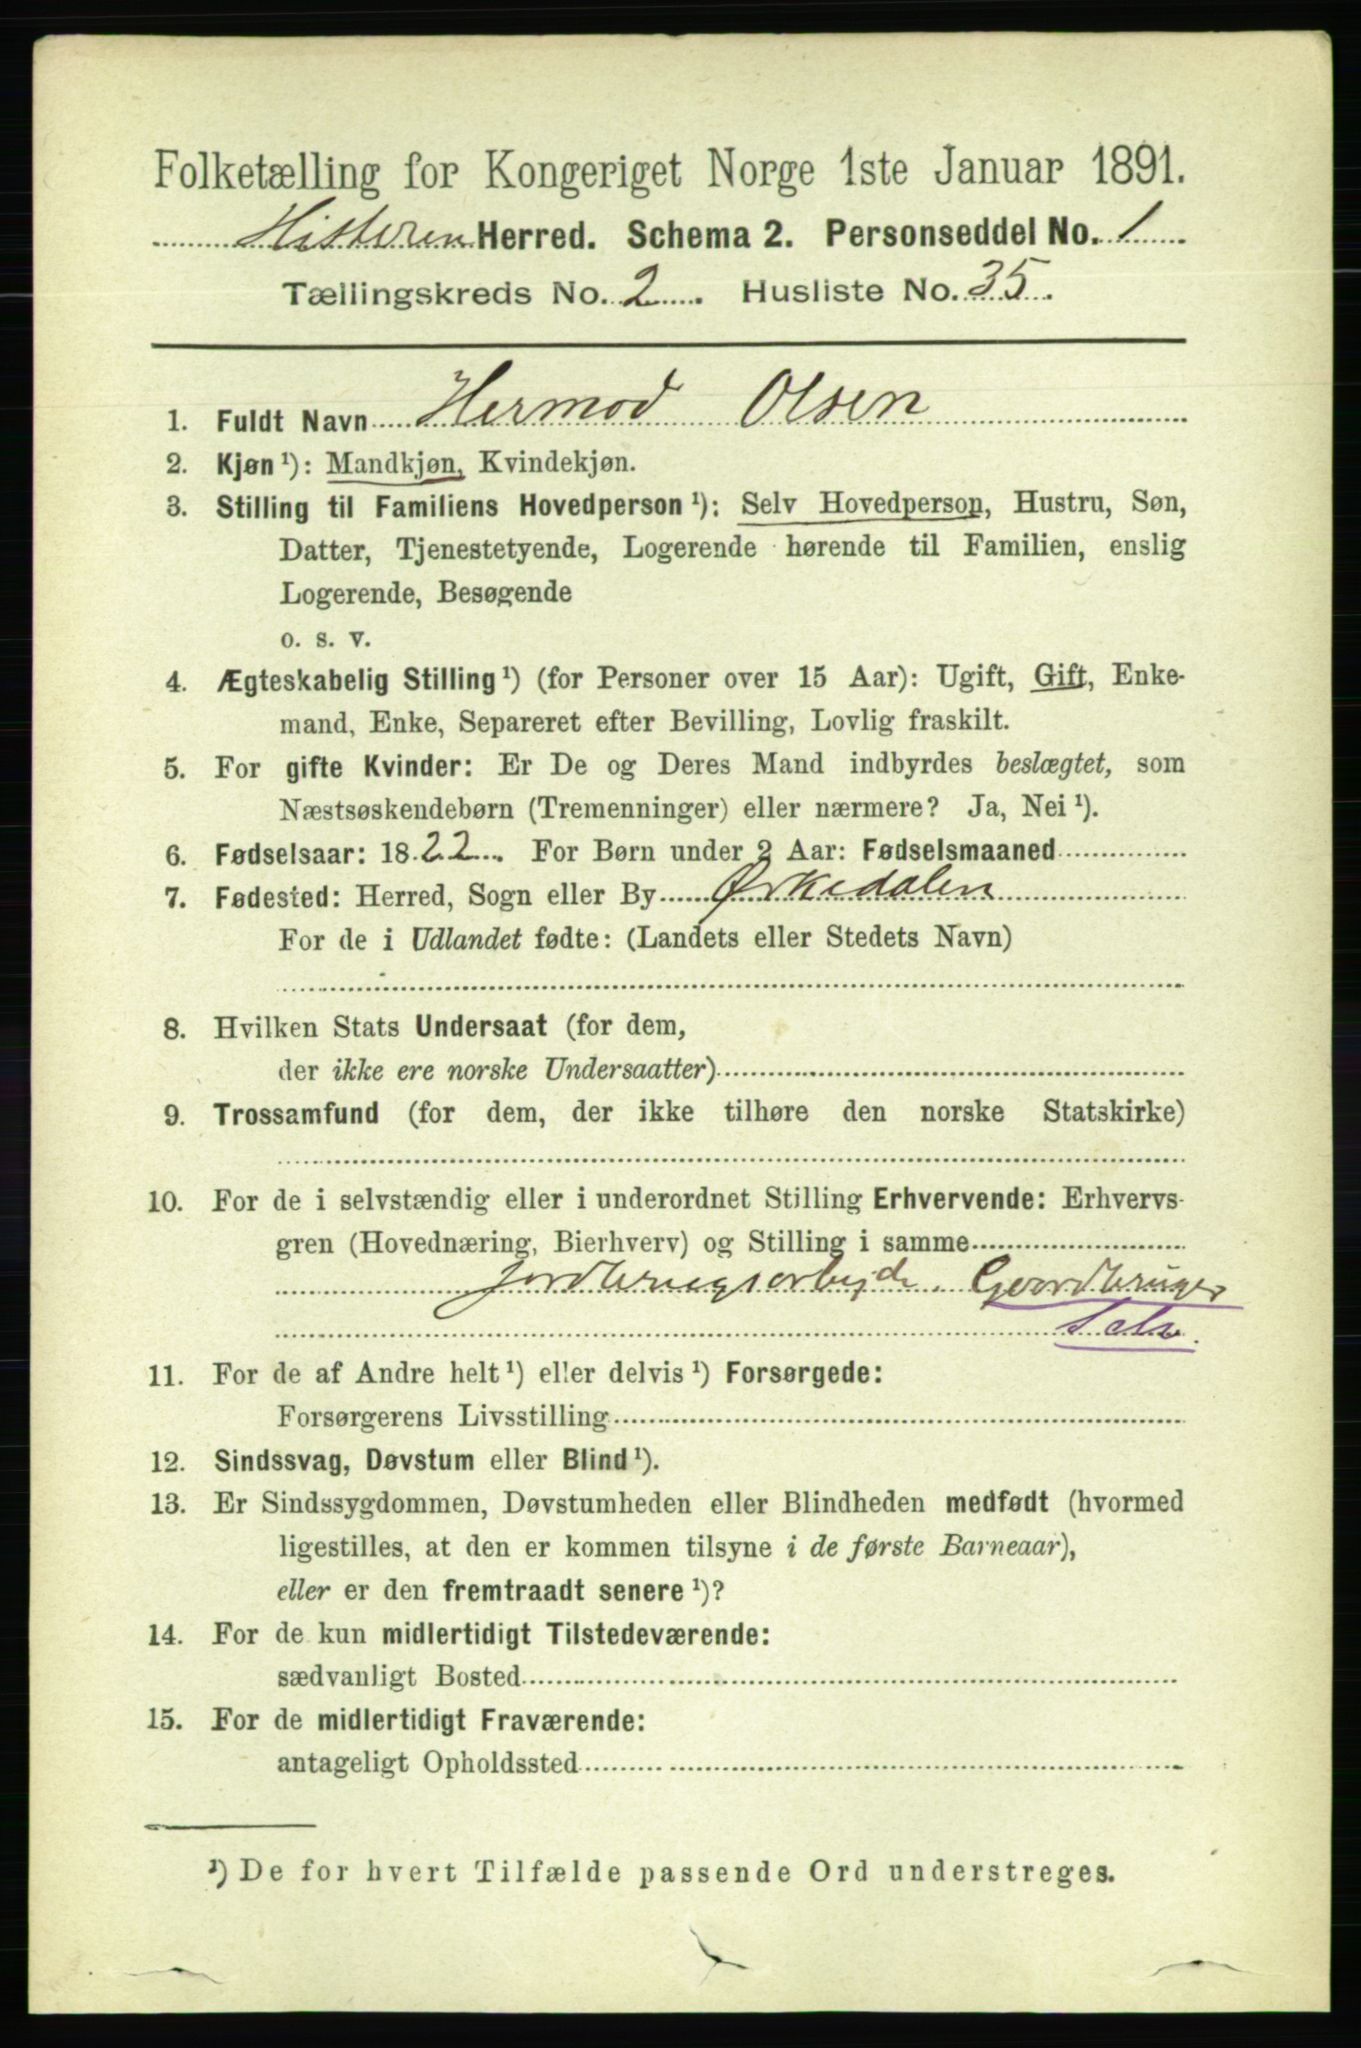 Folketælling for Kongeriget Norge 1ste Januar 1891.
Hitteren Herred. Schema 2. Personseddel No. 1
Tællingskreds No. 2. Husliste No. 35.
1. Fuldt Navn Hermod Olsen
2. Kjøn ¹): Mandkjøn, Kvindekjøn.
3. Stilling til Familiens Hovedperson ¹): Selv Hovedperson, Hustru, Søn,
Datter, Tjenestetyende, Logerende hørende til Familien, enslig
Logerende, Besøgende
o. s. v.
4. Ægteskabelig Stilling ¹) (for Personer over 15 Aar): Ugift, Gift, Enke-
mand, Enke, Separeret efter Bevilling, Lovlig fraskilt.
5. For gifte Kvinder: Er De og Deres Mand indbyrdes beslægtet, som
Næstsøskendebørn (Tremenninger) eller nærmere? Ja, Nei ¹).
6. Fødselsaar: 1822. For Børn under 2 Aar: Fødselsmaaned
7. Fødested: Herred, Sogn eller By Ørkedalen
For de i Udlandet fødte: (Landets eller Stedets Navn)
8. Hvilken Stats Undersaat (for dem,
der ikke ere norske Undersaatter)
9. Trossamfund (for dem, der ikke tilhøre den norske Statskirke)
10. For de i selvstændig eller i underordnet Stilling Erhvervende: Erhvervs-
gren (Hovednæring, Bierhverv) og Stilling i samme
Jordbrugsarbejde. Gaardbruger
Selv.
11. For de af Andre helt ¹) eller delvis ¹) Forsørgede:
Forsørgerens Livsstilling
12. Sindssvag, Døvstum eller Blind ¹).
13. Er Sindssygdommen, Døvstumheden eller Blindheden medfødt (hvormed
ligestilles, at den er kommen tilsyne i de første Barneaar),
eller er den fremtraadt senere ¹)?
14. For de kun midlertidigt Tilstedeværende:
sædvanligt Bosted
15. For de midlertidigt Fraværende:
antageligt Opholdssted
¹) De for hvert Tilfælde passende Ord understreges.